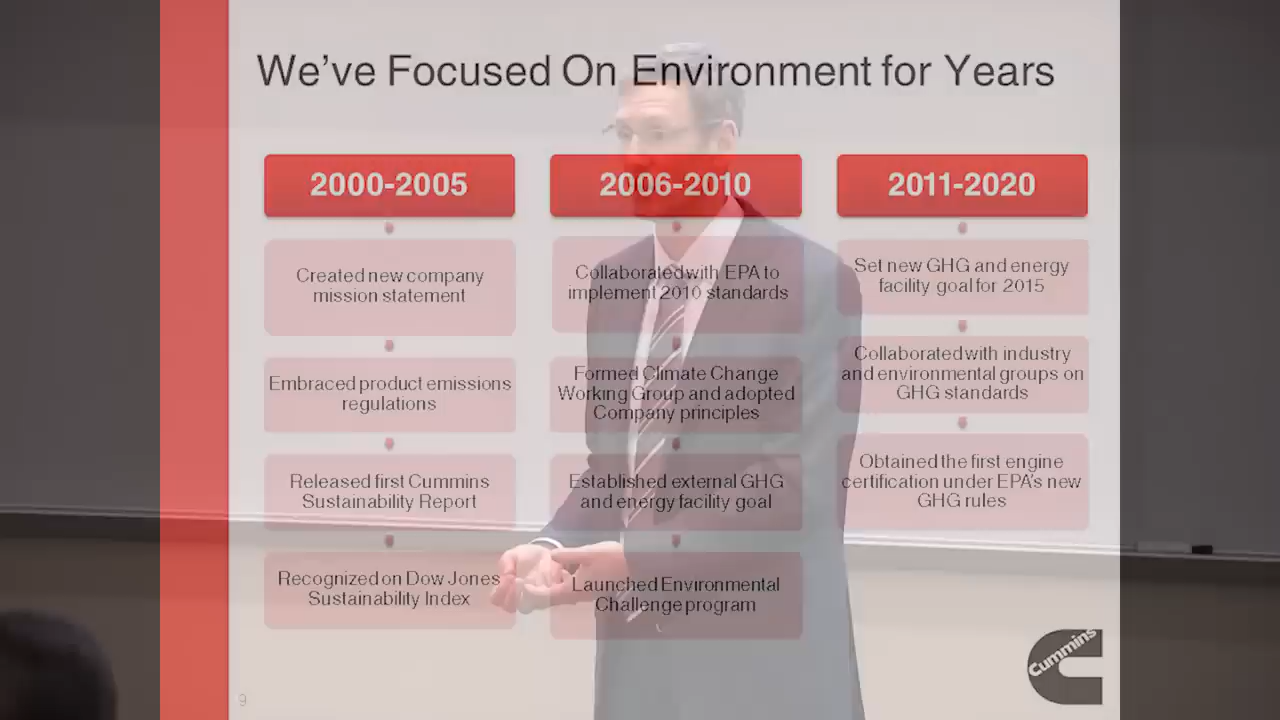 We've Focused On Environment for Years
2000-2005
Created new company
mission statement
Embraced product emissions
regulations
Released first Cummins
Sustainability Report
Recognized on Dow Jones
Sustainability Index
2006-2010
Collaborated with EPA to
implement 2010 standards
Formed Climate Change
Working Group and adopted
Company principles
Established external GHG
and energy facility goal
Launched Environmental
Challenge program
2011-2020
Set new GHG and energy
facility goal for 2015
Collaborated with industry
and environmental groups on
GHG standards
Obtained the first engine
certification under EPA's new
GHG rules
Cummins
9